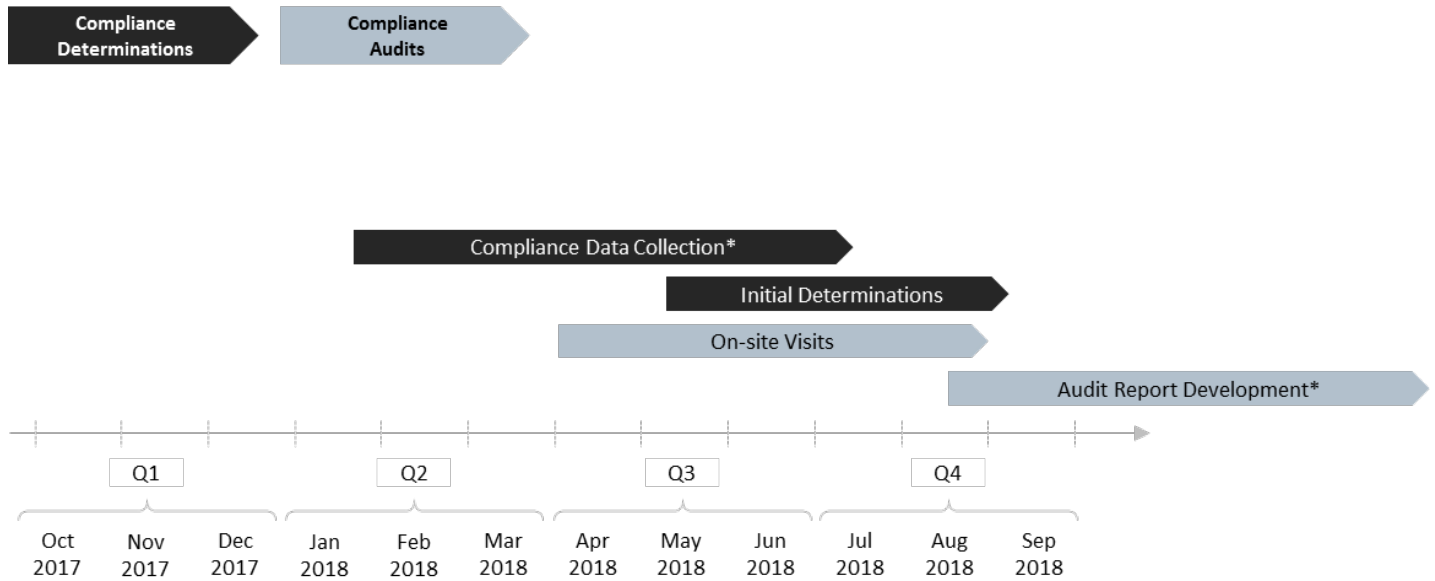 Compliance
Determinations
Compliance
Audits
Compliance Data Collection*
Initial Determinations
On-site Visits
Audit Report Development*
Q1
Q2
Q3
Q4
Oct
2017
Nov
2017
Dec
2017
Jan
2018
Feb
2018
Mar
2018
Apr
2018
May
2018
Jun
2018
Jul
2018
Aug
2018
Sep
2018